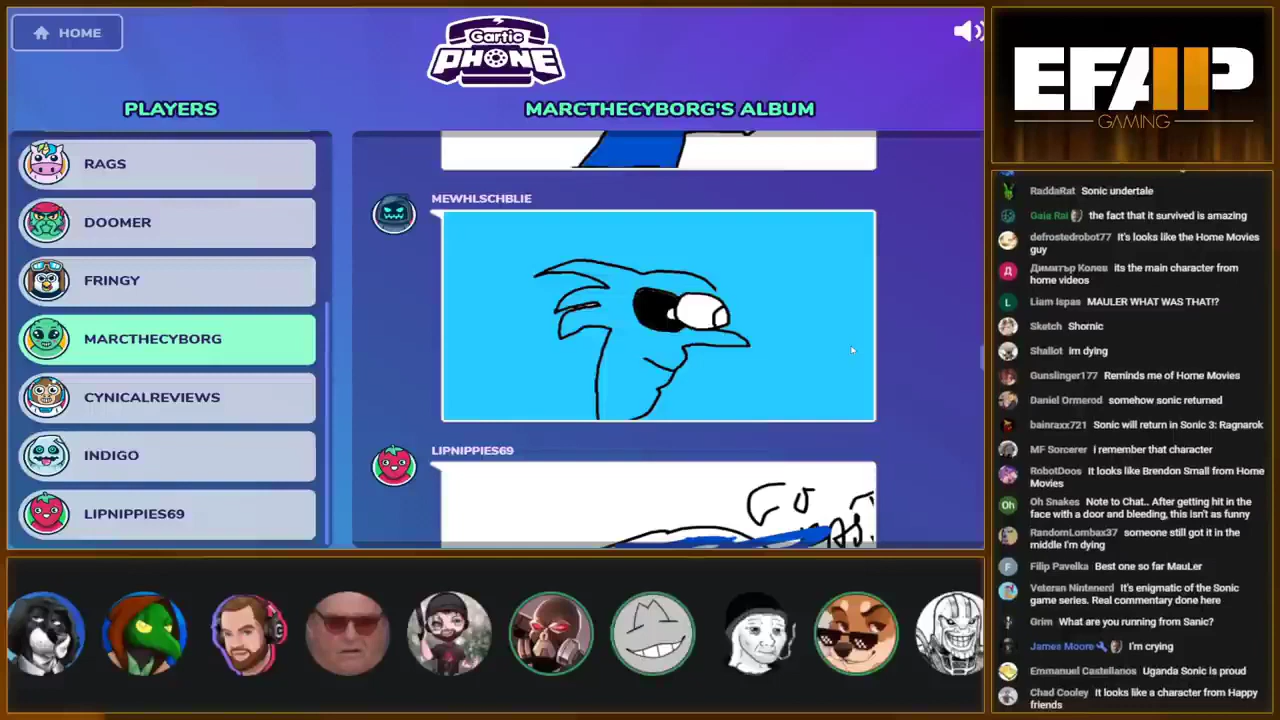 HOME
Gartic
PHONE
PLAYERS
MARCTHECYBORG'S ALBUM
RAGS
DOOMER
FRINGY
MARCTHECYBORG
CYNICALREVIEWS
INDIGO
LIPNIPPIES69
MEWHLSCHBLIE
LIPNIPPIES69
GO
EFAP
GAMING
RaddaRat Sonic undertale
Gaia Rai the fact that it survived is amazing
defrostedrobot77 It's looks like the Home Movies
guy
Димитър Колев its the main character from
home videos
Liam Ispas MAULER WHAT WAS THAT!?
Sketch Shornic
Shallot im dying
Gunslinger177 Reminds me of Home Movies
Daniel Ormerod somehow sonic returned
bainraxx721 Sonic will return in Sonic 3: Ragnarok
MF Sorcerer I remember that character
RobotDoos It looks like Brendon Small from Home
Movies
Oh Snakes Note to Chat.. After getting hit in the
face with a door and bleeding, this isn't as funny
RandomLombax37 someone still got it in the
middle I'm dying
Filip Pavelka Best one so far MauLer
Veteran Nintenerd It's enigmatic of the Sonic
game series. Real commentary done here
Grim What are you running from Sanic?
James Moore I'm crying
Emmanuel Castellanos Uganda Sonic is proud
Chad Cooley It looks like a character from Happy
friends